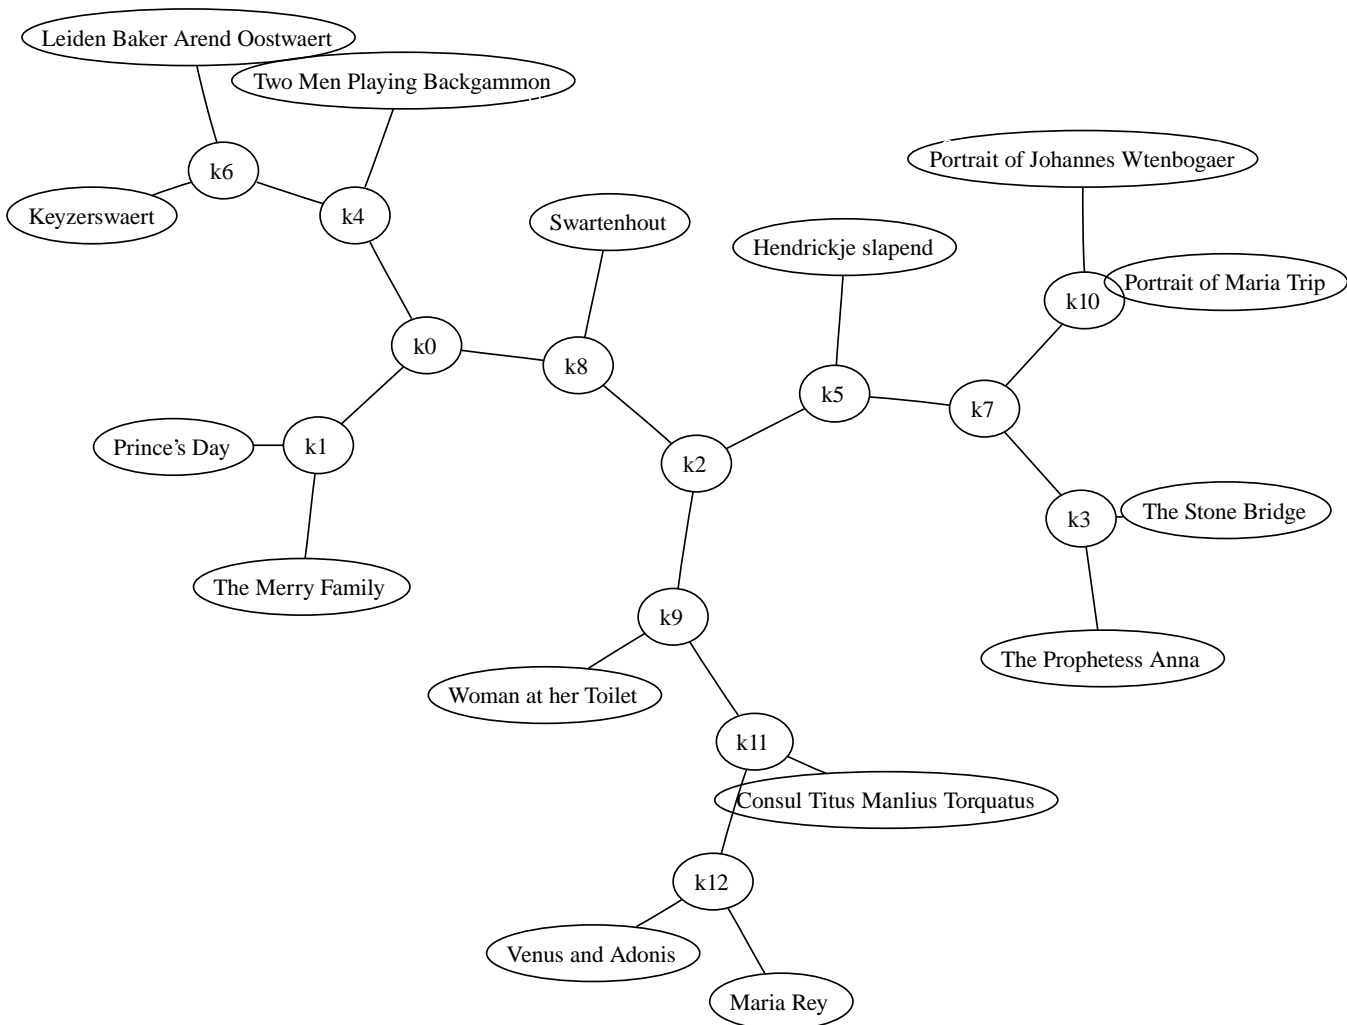 Leiden Baker Arend Oostwaert
Two Men Playing Backgammon
Portrait of Johannes Wtenbogaer
k6
Keyzerswaert
k4
Swartenhout
Hendrickje slapend
Portrait of Maria Trip
k10
k0
k8
k5
k7
Prince's Day
k1
k2
The Stone Bridge
k3
The Merry Family
k9
The Prophetess Anna
Woman at her Toilet
k11
Consul Titus Manlius Torquatus
k12
Venus and Adonis
Maria Rey